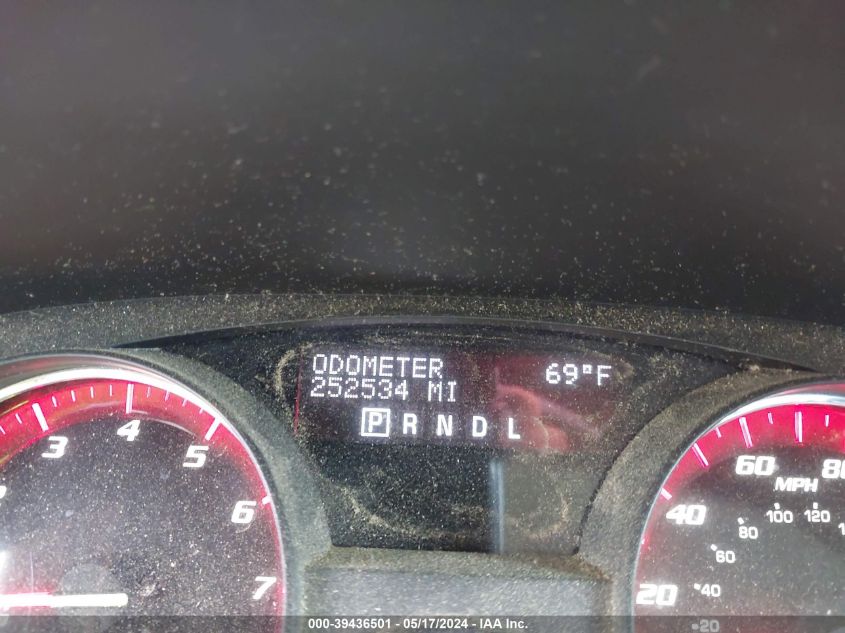 ODOMETER 69°F
252534 MI
P R N D L
3 4 5 6 7
20 40 60
MPH
20 40 60 80 100 120
000-39436501 - 05/17/2024 - IAA Inc.